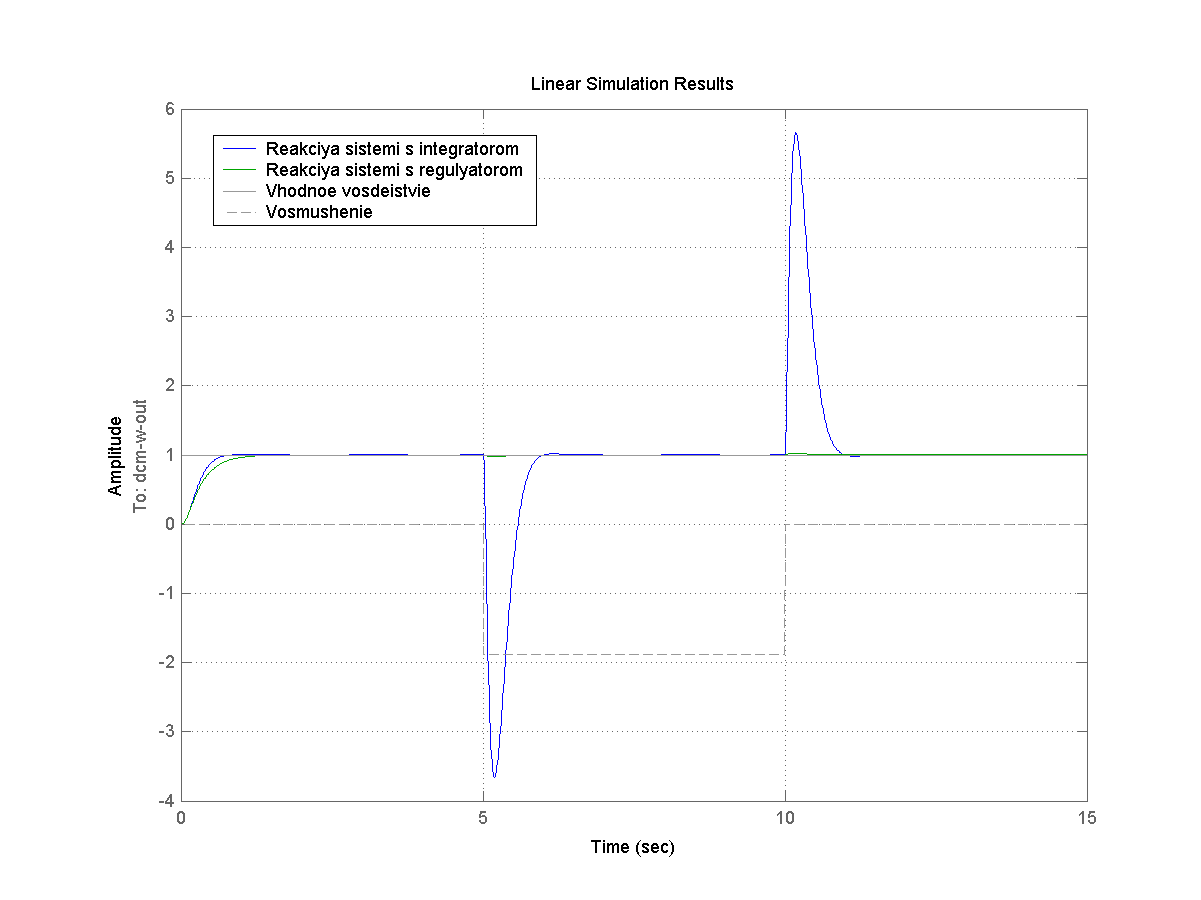 Linear Simulation Results
6
5
4
3
2
1
0
-1
-2
-3
-4
Reakciya sistemi s integratorom
Reakciya sistemi s regulyatorom
Vhodnoe vosdeistvie
Vosmushenie
Amplitude
To: dcm-w-out
0
5
10
15
Time (sec)